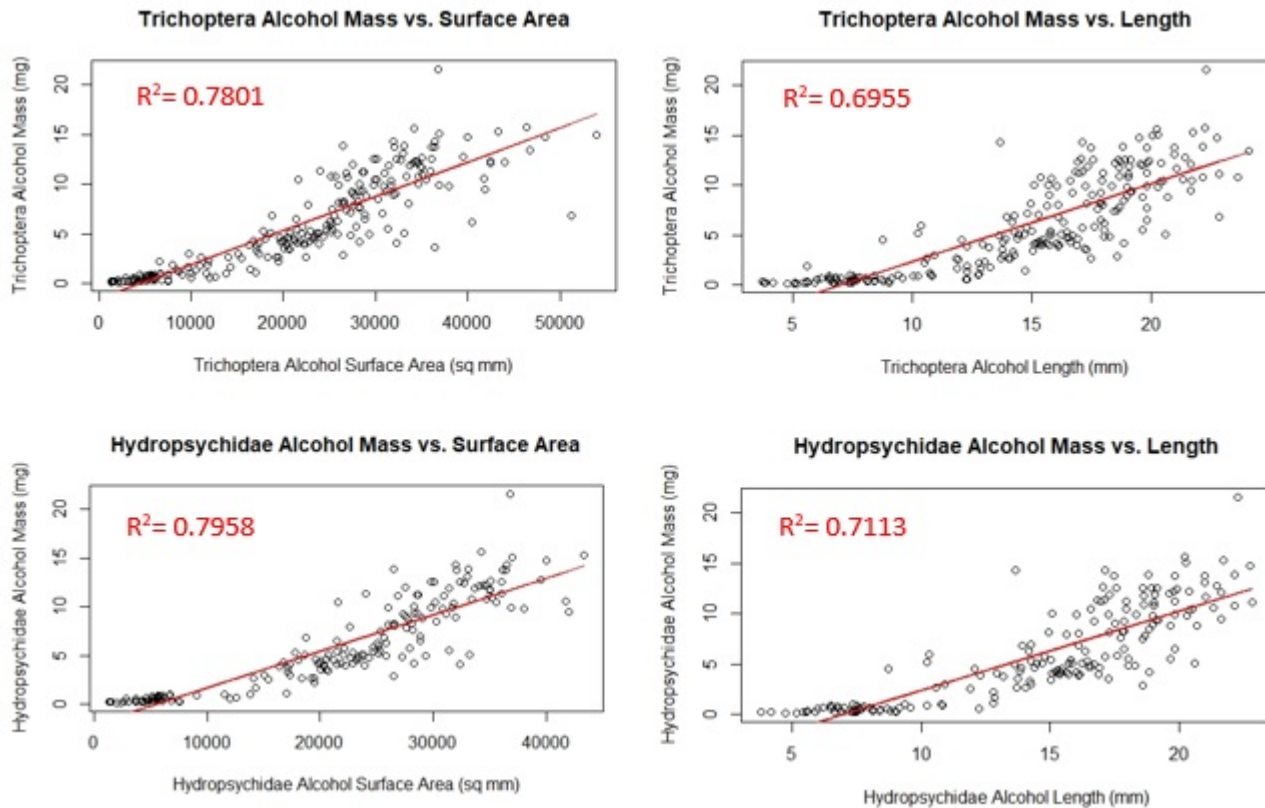 Trichoptera Alcohol Mass vs. Surface Area
Trichoptera Alcohol Mass (mg)
20
15
10
5
0
R²= 0.7801
0 10000 20000 30000 40000 50000
Trichoptera Alcohol Surface Area (sq mm)
Trichoptera Alcohol Mass vs. Length
Trichoptera Alcohol Mass (mg)
20
15
10
5
0
R²= 0.6955
5 10 15 20
Trichoptera Alcohol Length (mm)
Hydropsychidae Alcohol Mass vs. Surface Area
Hydropsychidae Alcohol Mass (mg)
20
15
10
5
0
R²= 0.7958
0 10000 20000 30000 40000
Hydropsychidae Alcohol Surface Area (sq mm)
Hydropsychidae Alcohol Mass vs. Length
Hydropsychidae Alcohol Mass (mg)
20
15
10
5
0
R²= 0.7113
5 10 15 20
Hydropsychidae Alcohol Length (mm)